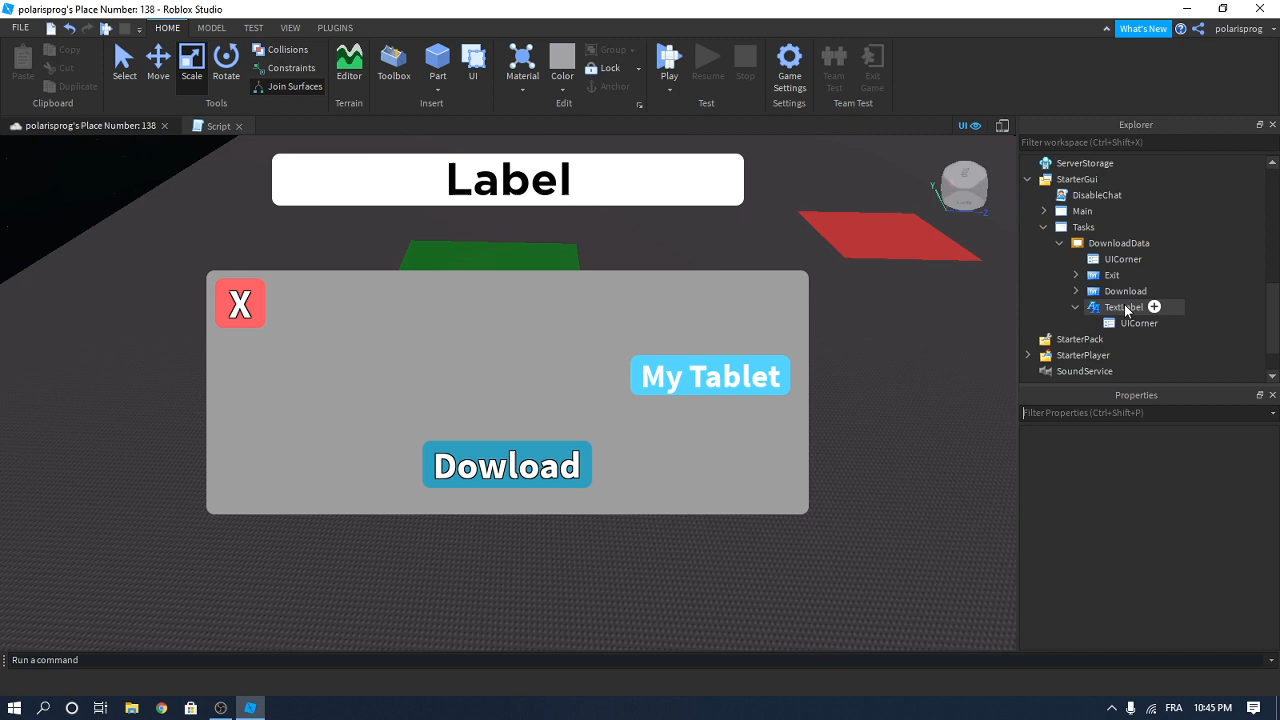 polarisprog's Place Number: 138 - Roblox Studio
FILE HOME MODEL TEST VIEW PLUGINS What's New polarisprog
Paste Copy Cut Duplicate Clipboard
Select Move Scale Rotate Collisions Constraints Join Surfaces Tools
Editor Terrain
Toolbox Part UI Insert
Material Color Group Lock Anchor Edit
Play Resume Stop Test
Game Settings Settings
Team Test Exit Game Team Test
polarisprog's Place Number: 138 Script UI
Label
X
My Tablet
Dowload
Y
Z
Explorer
Filter workspace (Ctrl+Shift+X)
ServerStorage
StarterGui
DisableChat
Main
Tasks
DownloadData
UICorner
Exit
Download
TextLabel
UICorner
StarterPack
StarterPlayer
SoundService
Properties
Filter Properties (Ctrl+Shift+P)
Run a command
FRA 10:45 PM